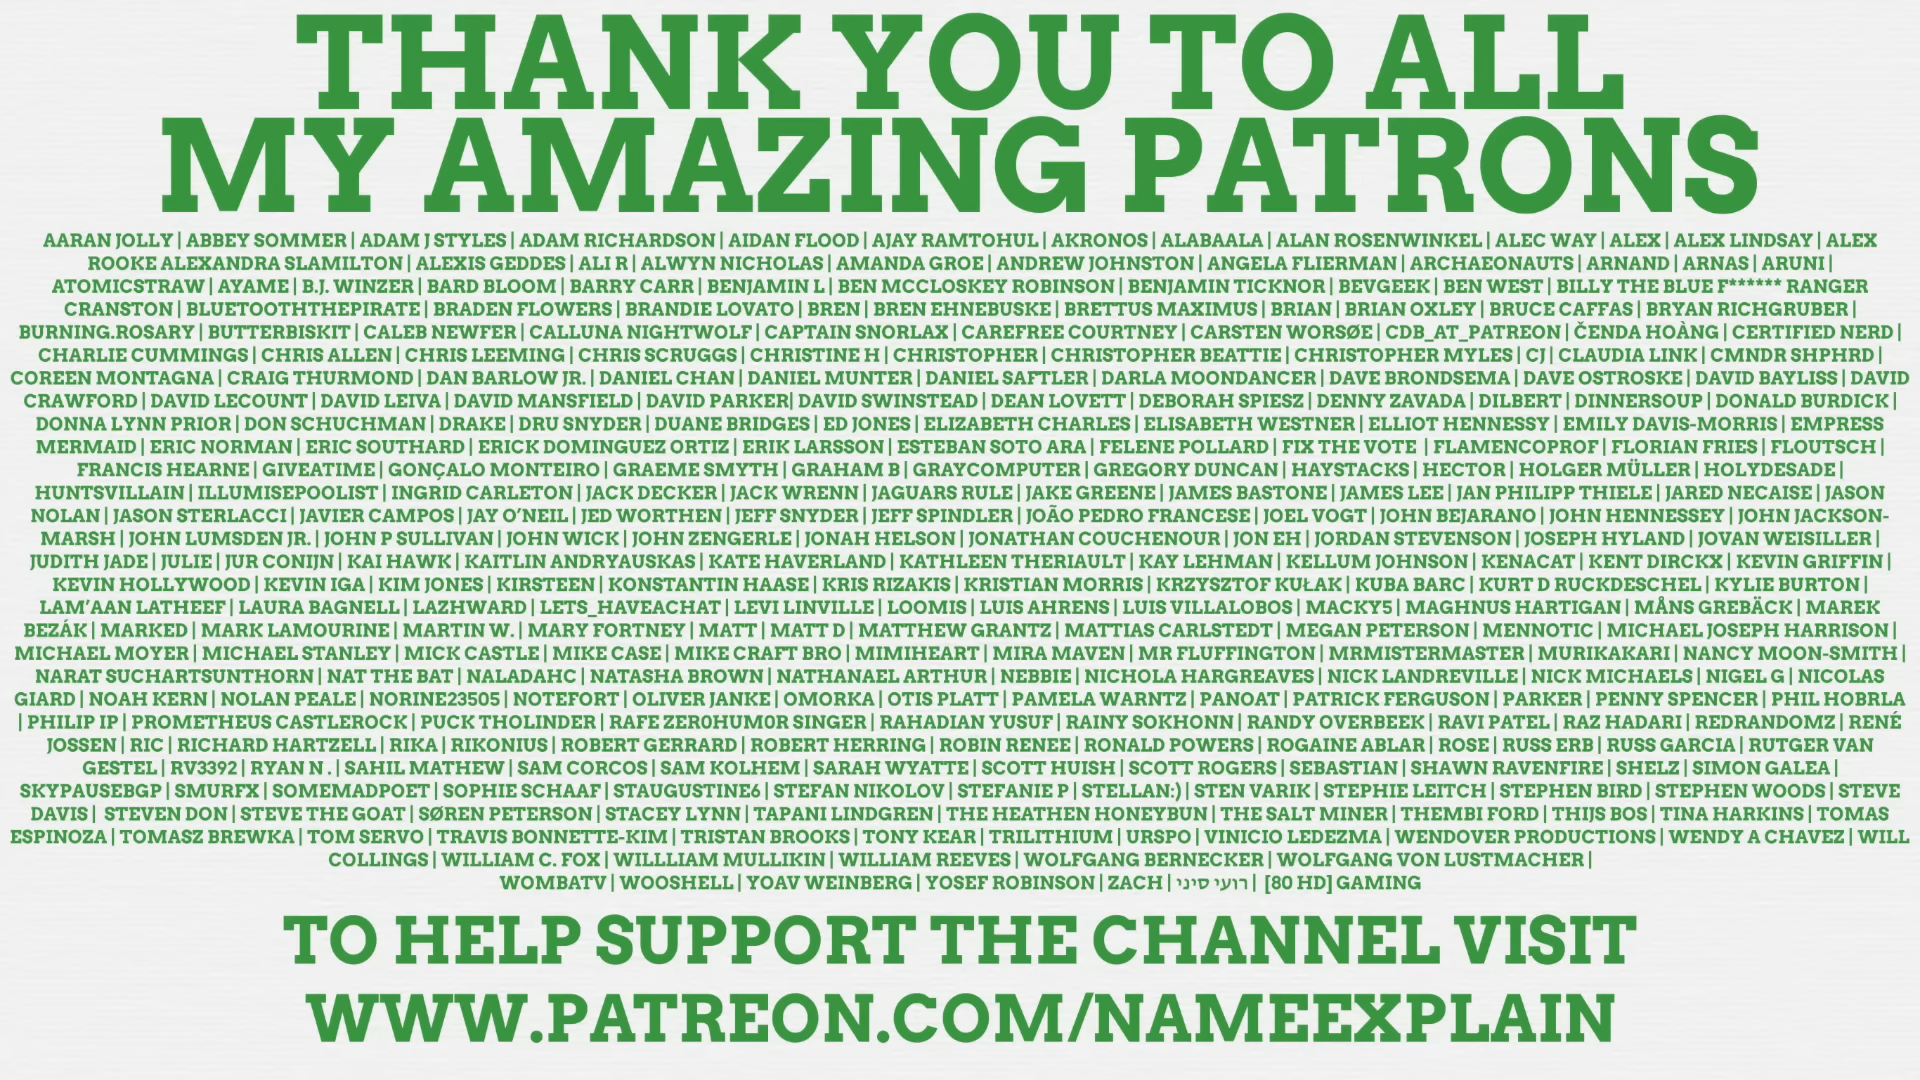 THANK YOU TO ALL
MY AMAZING PATRONS
AARAN JOLLY | ABBEY SOMMER | ADAM J STYLES | ADAM RICHARDSON | AIDAN FLOOD | AJAY RAMTOHUL | AKRONOS | ALABAALA | ALAN ROSENWINKEL | ALEC WAY | ALEX | ALEX LINDSAY | ALEX
ROOKE ALEXANDRA SLAMILTON | ALEXIS GEDDES | ALI R | ALWYN NICHOLAS | AMANDA GROE | ANDREW JOHNSTON | ANGELA FLIERMAN | ARCHAEONAUTS | ARNAND | ARNAS | ARUNI |
ATOMICSTRAW | AYAME | B.J. WINZER | BARD BLOOM | BARRY CARR | BENJAMIN L | BEN MCCLOSKEY ROBINSON | BENJAMIN TICKNOR | BEVGEEK | BEN WEST | BILLY THE BLUE F****** RANGER
CRANSTON | BLUETOOTHTHEPIRATE | BRADEN FLOWERS | BRANDIE LOVATO | BREN | BREN EHNEBUSKE | BRETTUS MAXIMUS | BRIAN | BRIAN OXLEY | BRUCE CAFFAS | BRYAN RICHGRUBER |
BURNING.ROSARY | BUTTERBISKIT | CALEB NEWFER | CALLUNA NIGHTWOLF | CAPTAIN SNORLAX | CAREFREE COURTNEY | CARSTEN WORSØE | CDB_AT_PATREON | ČENDA HOÀNG | CERTIFIED NERD |
CHARLIE CUMMINGS | CHRIS ALLEN | CHRIS LEEMING | CHRIS SCRUGGS | CHRISTINE H | CHRISTOPHER | CHRISTOPHER BEATTIE | CHRISTOPHER MYLES | CJ | CLAUDIA LINK | CMNDR SHPHRD |
COREEN MONTAGNA | CRAIG THURMOND | DAN BARLOW JR. | DANIEL CHAN | DANIEL MUNTER | DANIEL SAFTLER | DARLA MOONDANCER | DAVE BRONDSEMA | DAVE OSTROSKE | DAVID BAYLISS | DAVID
CRAWFORD | DAVID LECOUNT | DAVID LEIVA | DAVID MANSFIELD | DAVID PARKER| DAVID SWINSTEAD | DEAN LOVETT | DEBORAH SPIESZ | DENNY ZAVADA | DILBERT | DINNERSOUP | DONALD BURDICK |
DONNA LYNN PRIOR | DON SCHUCHMAN | DRAKE | DRU SNYDER | DUANE BRIDGES | ED JONES | ELIZABETH CHARLES | ELISABETH WESTNER | ELLIOT HENNESSY | EMILY DAVIS-MORRIS | EMPRESS
MERMAID | ERIC NORMAN | ERIC SOUTHARD | ERICK DOMINGUEZ ORTIZ | ERIK LARSSON | ESTEBAN SOTO ARA | FELENE POLLARD | FIX THE VOTE | FLAMENCOPROF | FLORIAN FRIES | FLOUTSCH |
FRANCIS HEARNE | GIVEATIME | GONÇALO MONTEIRO | GRAEME SMYTH | GRAHAM B | GRAYCOMPUTER | GREGORY DUNCAN | HAYSTACKS | HECTOR | HOLGER MÜLLER | HOLYDESADE |
HUNTSVILLAIN | ILLUMISEPOOLIST | INGRID CARLETON | JACK DECKER | JACK WRENN | JAGUARS RULE | JAKE GREENE | JAMES BASTONE | JAMES LEE | JAN PHILIPP THIELE | JARED NECAISE | JASON
NOLAN | JASON STERLACCI | JAVIER CAMPOS | JAY O'NEIL | JED WORTHEN | JEFF SNYDER | JEFF SPINDLER | JOÃO PEDRO FRANCESE | JOEL VOGT | JOHN BEJARANO | JOHN HENNESSEY | JOHN JACKSON-
MARSH | JOHN LUMSDEN JR. | JOHN P SULLIVAN | JOHN WICK | JOHN ZENGERLE | JONAH HELSON | JONATHAN COUCHENOUR | JON EH | JORDAN STEVENSON | JOSEPH HYLAND | JOVAN WEISILLER |
JUDITH JADE | JULIE | JUR CONIJN | KAI HAWK | KAITLIN ANDRYAUSKAS | KATE HAVERLAND | KATHLEEN THERIAULT | KAY LEHMAN | KELLUM JOHNSON | KENACAT | KENT DIRCKX | KEVIN GRIFFIN |
KEVIN HOLLYWOOD | KEVIN IGA | KIM JONES | KIRSTEEN | KONSTANTIN HAASE | KRIS RIZAKIS | KRISTIAN MORRIS | KRZYSZTOF KUŁAK | KUBA BARC | KURT D RUCKDESCHEL | KYLIE BURTON |
LAM'AAN LATHEEF | LAURA BAGNELL | LAZHWARD | LETS_HAVEACHAT | LEVI LINVILLE | LOOMIS | LUIS AHRENS | LUIS VILLALOBOS | MACKY5 | MAGHNUS HARTIGAN | MÅNS GREBÄCK | MAREK
BEZÁK | MARKED | MARK LAMOURINE | MARTIN W. | MARY FORTNEY | MATT | MATT D | MATTHEW GRANTZ | MATTIAS CARLSTEDT | MEGAN PETERSON | MENNOTIC | MICHAEL JOSEPH HARRISON |
MICHAEL MOYER | MICHAEL STANLEY | MICK CASTLE | MIKE CASE | MIKE CRAFT BRO | MIMIHEART | MIRA MAVEN | MR FLUFFINGTON | MRMISTERMASTER | MURIKAKARI | NANCY MOON-SMITH |
NARAT SUCHARTSUNTHORN | NAT THE BAT | NALADAHC | NATASHA BROWN | NATHANAEL ARTHUR | NEBBIE | NICHOLA HARGREAVES | NICK LANDREVILLE | NICK MICHAELS | NIGEL G | NICOLAS
GIARD | NOAH KERN | NOLAN PEALE | NORINE23505 | NOTEFORT | OLIVER JANKE | OMORKA | OTIS PLATT | PAMELA WARNTZ | PANOAT | PATRICK FERGUSON | PARKER | PENNY SPENCER | PHIL HOBRLA
| PHILIP IP | PROMETHEUS CASTLEROCK | PUCK THOLINDER | RAFE ZER0HUM0R SINGER | RAHADIAN YUSUF | RAINY SOKHONN | RANDY OVERBEEK | RAVI PATEL | RAZ HADARI | REDRANDOMZ | RENÉ
JOSSEN | RIC | RICHARD HARTZELL | RIKA | RIKONIUS | ROBERT GERRARD | ROBERT HERRING | ROBIN RENEE | RONALD POWERS | ROGAINE ABLAR | ROSE | RUSS ERB | RUSS GARCIA | RUTGER VAN
GESTEL | RV3392 | RYAN N . | SAHIL MATHEW | SAM CORCOS | SAM KOLHEM | SARAH WYATTE | SCOTT HUISH | SCOTT ROGERS | SEBASTIAN | SHAWN RAVENFIRE | SHELZ | SIMON GALEA |
SKYPAUSEBGP | SMURFX | SOMEMADPOET | SOPHIE SCHAAF | STAUGUSTINE6 | STEFAN NIKOLOV | STEFANIE P | STELLAN:) | STEN VARIK | STEPHIE LEITCH | STEPHEN BIRD | STEPHEN WOODS | STEVE
DAVIS | STEVEN DON | STEVE THE GOAT | SØREN PETERSON | STACEY LYNN | TAPANI LINDGREN | THE HEATHEN HONEYBUN | THE SALT MINER | THEMBI FORD | THIJS BOS | TINA HARKINS | TOMAS
ESPINOZA | TOMASZ BREWKA | TOM SERVO | TRAVIS BONNETTE-KIM | TRISTAN BROOKS | TONY KEAR | TRILITHIUM | URSPO | VINICIO LEDEZMA | WENDOVER PRODUCTIONS | WENDY A CHAVEZ | WILL
COLLINGS | WILLIAM C. FOX | WILLLIAM MULLIKIN | WILLIAM REEVES | WOLFGANG BERNECKER | WOLFGANG VON LUSTMACHER |
WOMBATV | WOOSHELL | YOAV WEINBERG | YOSEF ROBINSON | ZACH | רועי סיני | [80 HD] GAMING
TO HELP SUPPORT THE CHANNEL VISIT
WWW.PATREON.COM/NAMEEXPLAIN